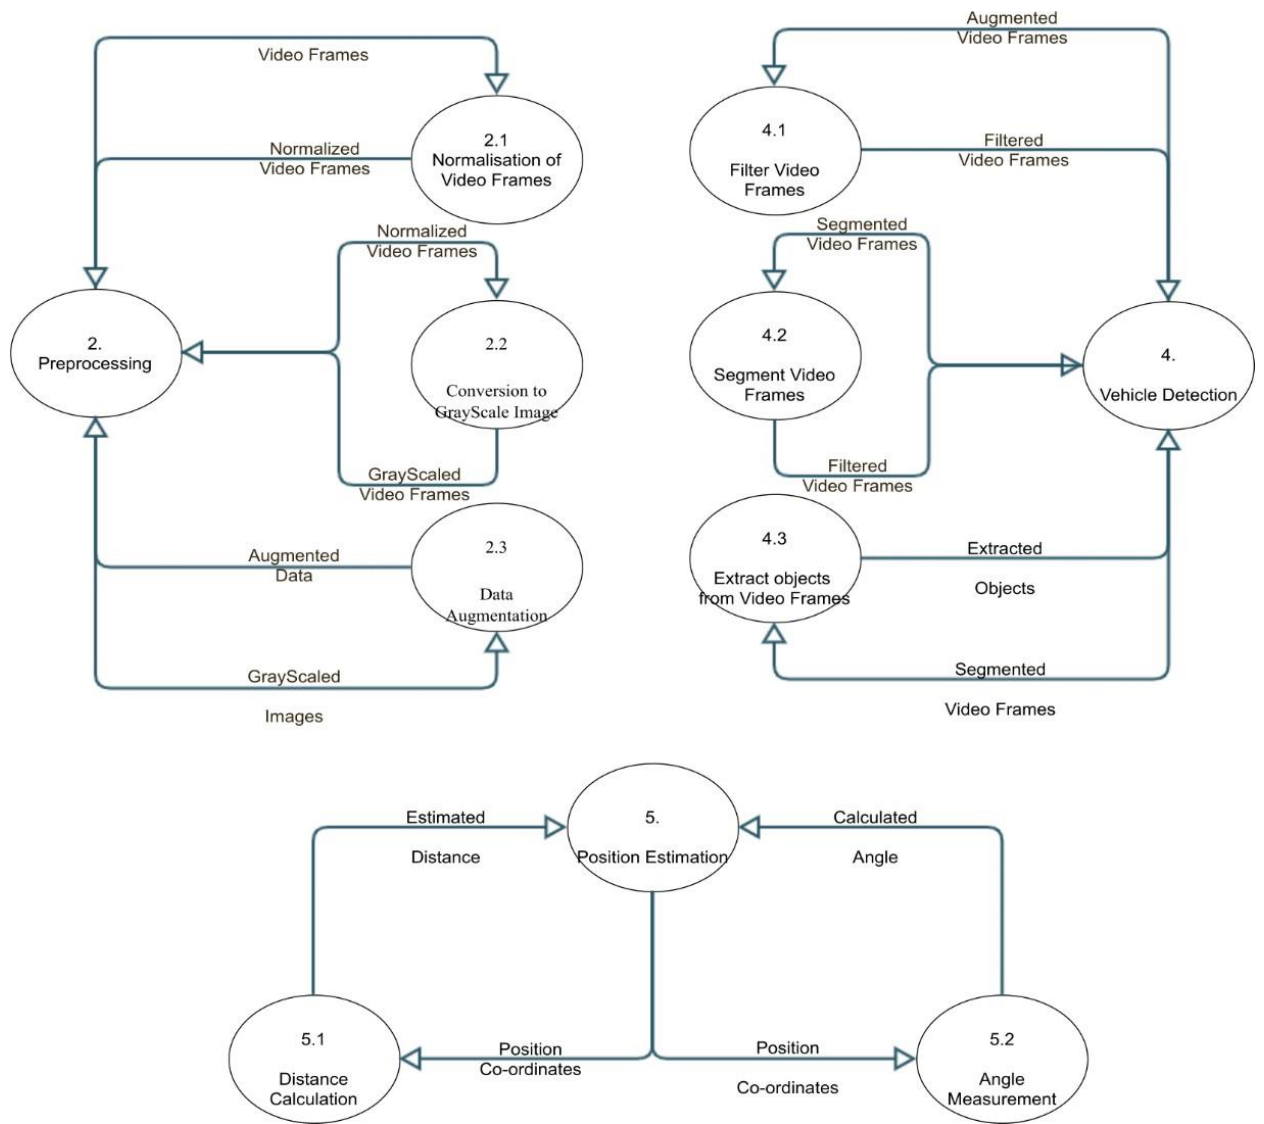 Video Frames
2.1
Normalisation of
Video Frames
Normalized
Video Frames
Normalized
Video Frames
2.
Preprocessing
2.2
Conversion to
GrayScale Image
GrayScaled
Video Frames
2.3
Data
Augmentation
Augmented
Data
GrayScaled
Images
Augmented
Video Frames
4.1
Filter Video
Frames
Filtered
Video Frames
Segmented
Video Frames
4.2
Segment Video
Frames
4.
Vehicle Detection
Filtered
Video Frames
4.3
Extract objects
from Video Frames
Extracted
Objects
Segmented
Video Frames
Estimated
Distance
5.
Position Estimation
Calculated
Angle
5.1
Distance
Calculation
Position
Co-ordinates
Position
Co-ordinates
5.2
Angle
Measurement